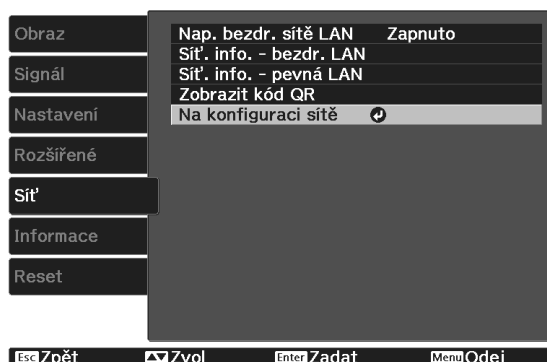 Obraz
Signál
Nastavení
Rozšířené
Síť
Informace
Reset
Nap. bezdr. sítě LAN Zapnuto
Síť. info. - bezdr. LAN
Síť. info. - pevná LAN
Zobrazit kód QR
Na konfiguraci sítě
Esc Zpět Zvol Enter Zadat Menu Odej